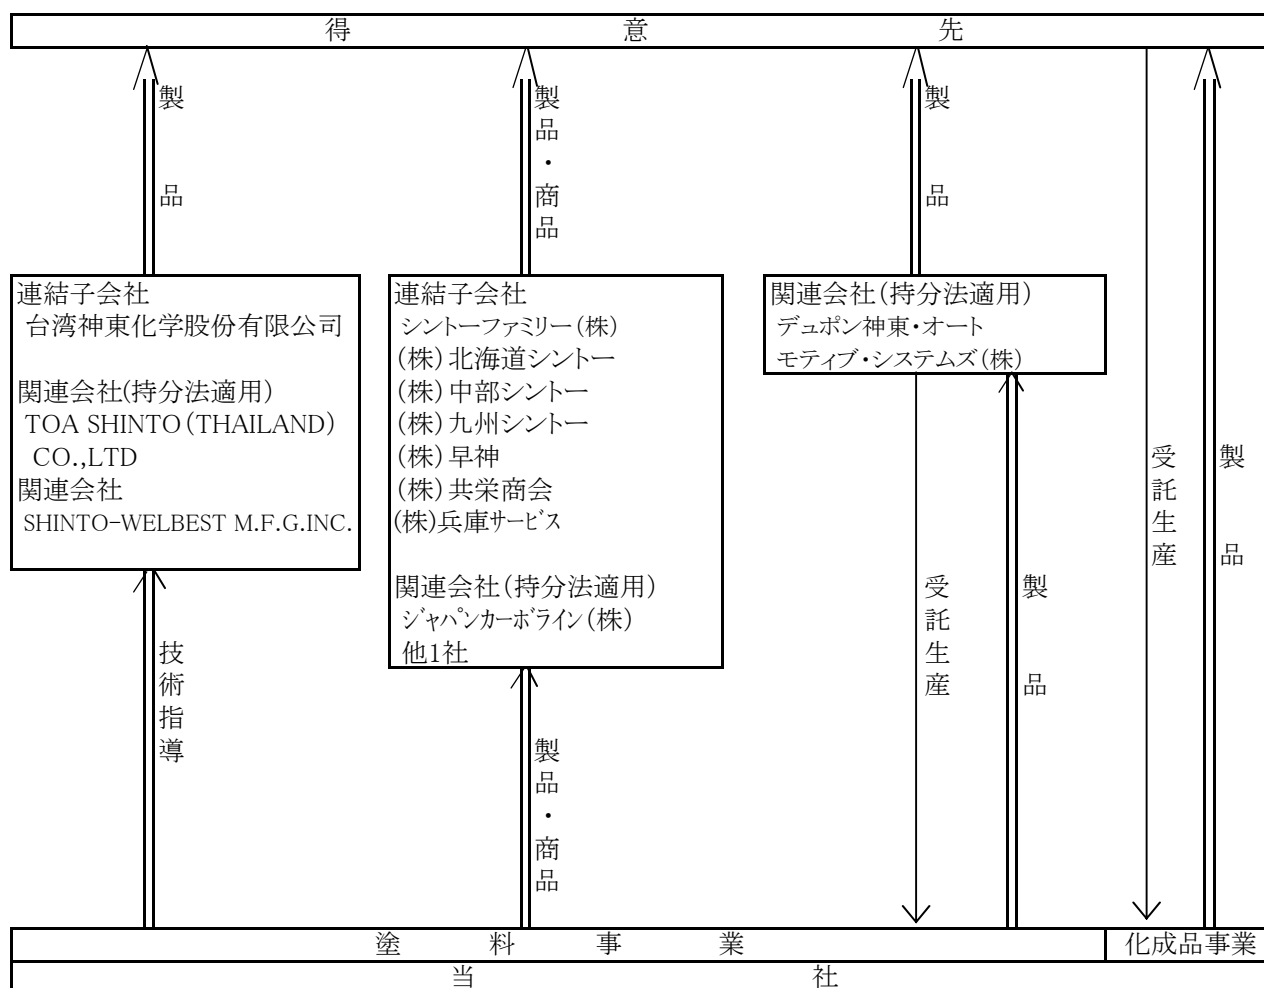 得意先
製品
製品・商品
製品
連結子会社
台湾神東化学股份有限公司
関連会社(持分法適用)
TOA SHINTO(THAILAND)
CO.,LTD
関連会社
SHINTO-WELBEST M.F.G.INC.
連結子会社
シントーファミリー(株)
(株)北海道シントー
(株)中部シントー
(株)九州シントー
(株)早神
(株)共栄商会
(株)兵庫ｻｰﾋﾞｽ
関連会社(持分法適用)
ｼﾞｬﾊﾟﾝｶｰﾎﾞﾗｲﾝ(株)
他1社
関連会社(持分法適用)
デュポン神東・オート
モティブ・システムズ(株)
受託生産
製品
技術指導
製品・商品
受託生産
製品
塗料事業
化成品事業
当社